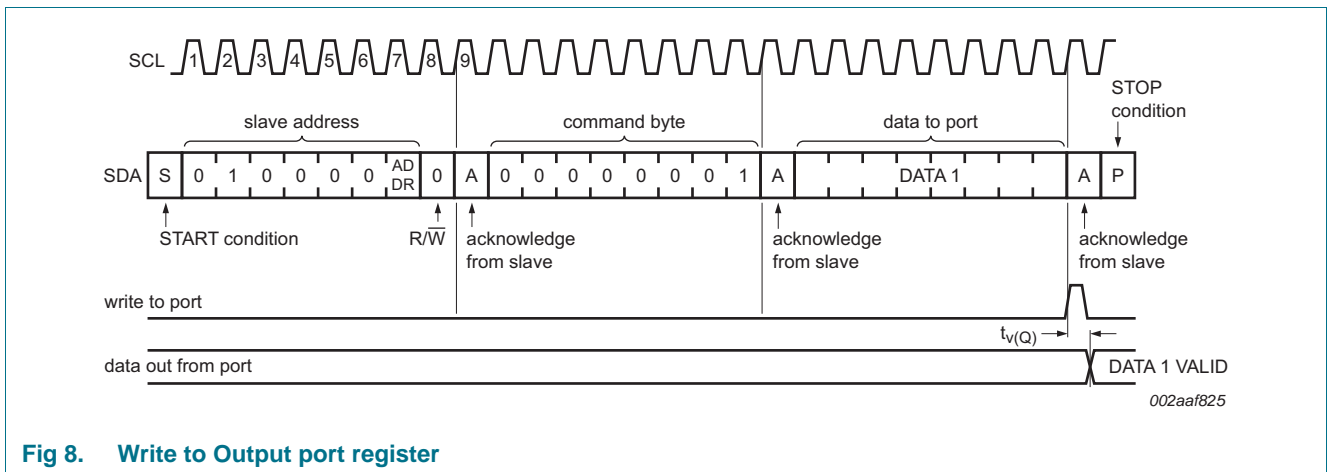 SCL 1 2 3 4 5 6 7 8 9
STOP
condition
slave address command byte data to port
SDA S 0 1 0 0 0 0 AD DR 0 A 0 0 0 0 0 0 0 1 A DATA 1 A P
START condition R/W̅ acknowledge
from slave acknowledge
from slave acknowledge
from slave
write to port
tv(Q)
data out from port DATA 1 VALID
002aaf825
Fig 8. Write to Output port register